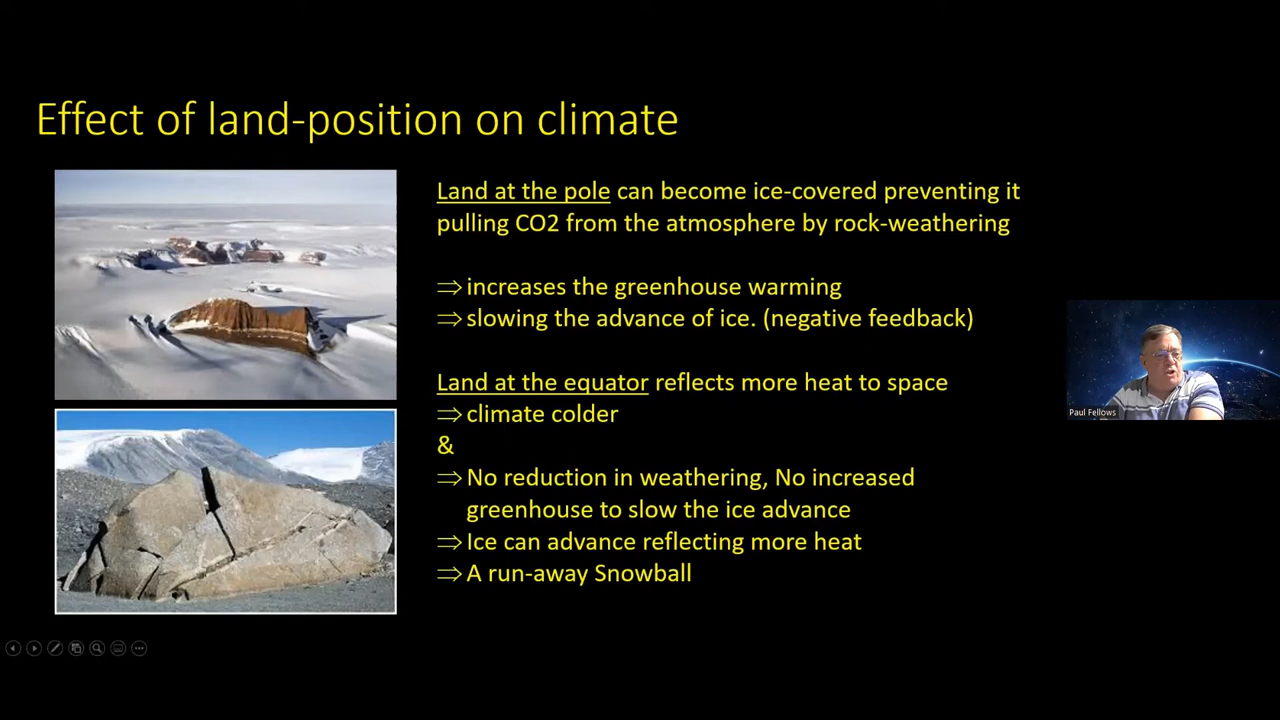 Effect of land-position on climate
Land at the pole can become ice-covered preventing it
pulling CO2 from the atmosphere by rock-weathering
⇒ increases the greenhouse warming
⇒ slowing the advance of ice. (negative feedback)
Land at the equator reflects more heat to space
⇒ climate colder
&
⇒ No reduction in weathering, No increased
greenhouse to slow the ice advance
⇒ Ice can advance reflecting more heat
⇒ A run-away Snowball
Paul Fellows